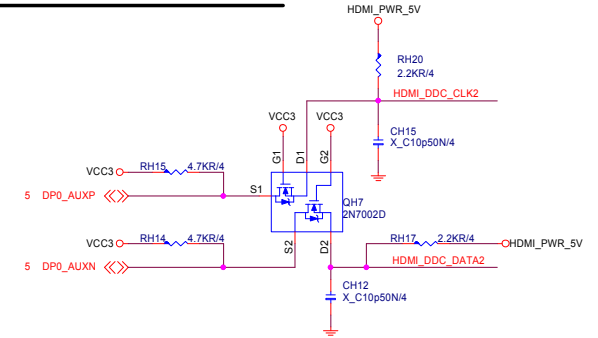 HDMI_PWR_5V
RH20
2.2KR/4
HDMI_DDC_CLK2
VCC3
VCC3
CH15
X_C10p50N/4
G1
D1
G2
VCC3
RH15
4.7KR/4
5 DP0_AUXP
S1
QH7
2N7002D
VCC3
RH14
4.7KR/4
S2
D2
RH17
2.2KR/4
HDMI_PWR_5V
5 DP0_AUXN
HDMI_DDC_DATA2
CH12
X_C10p50N/4